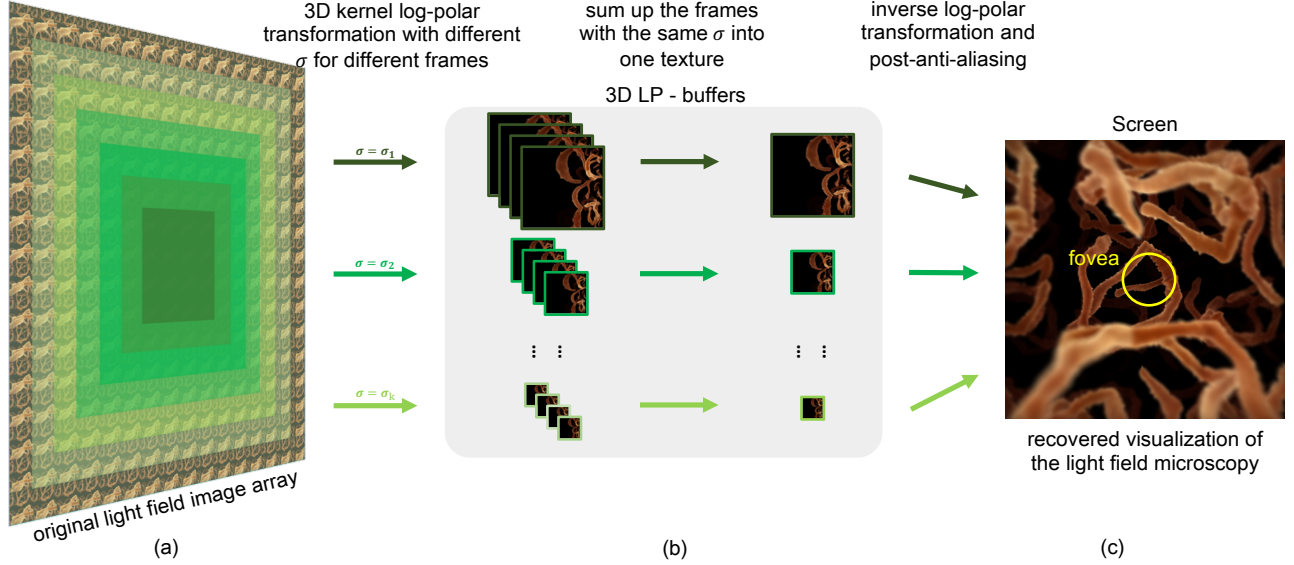 3D kernel log-polar
transformation with different
σ for different frames
sum up the frames
with the same σ into
one texture
inverse log-polar
transformation and
post-anti-aliasing
3D LP - buffers
Screen
σ = σ₁
σ = σ₂
σ = σₖ
fovea
original light field image array
recovered visualization of
the light field microscopy
(a)
(b)
(c)